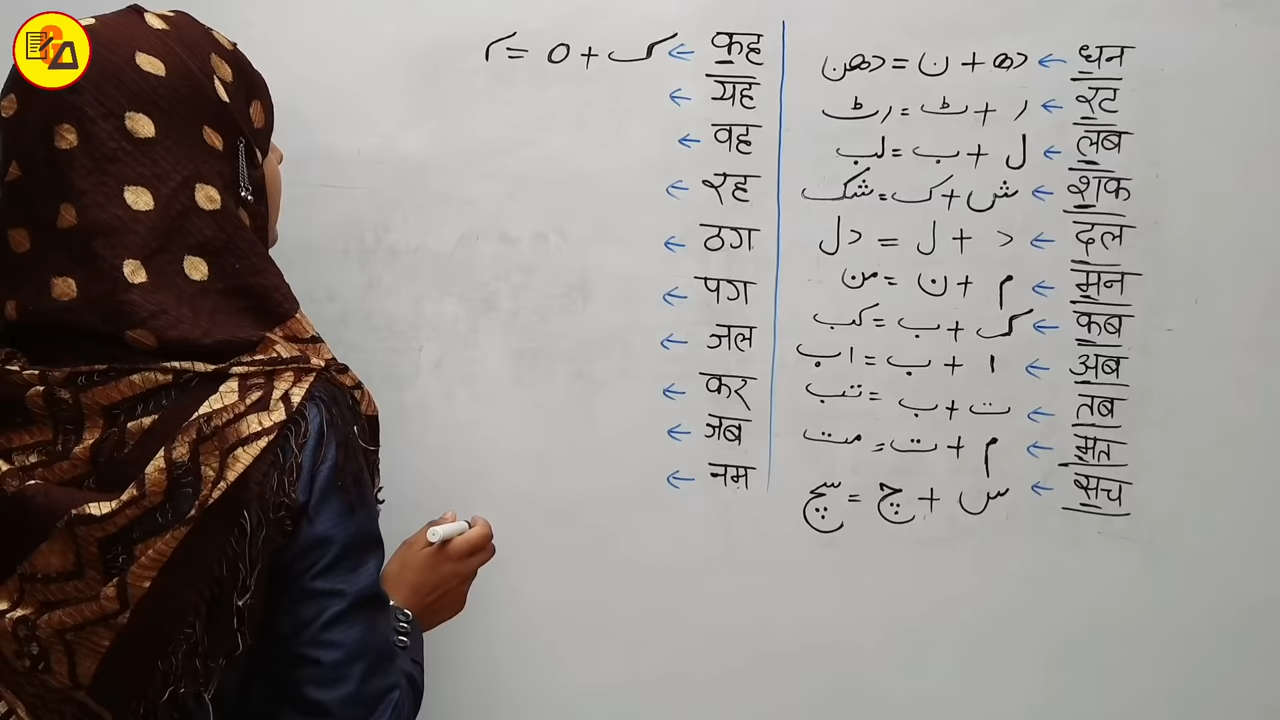 धन ← دھ + ن = دھن
रट ← ر + ٹ = رٹ
लब ← ل + ب = لب
शक ← ش + ک = شک
दल ← د + ل = دل
मन ← م + ن = من
कब ← ک + ب = کب
अब ← ا + ب = اب
तब ← ت + ب = تب
मत ← م + ت = مت
सच ← س + چ = سچ
कह ← ک + ه =
यह ←
वह ←
रह ←
ठग ←
पग ←
जल ←
कर ←
जब ←
नम ←